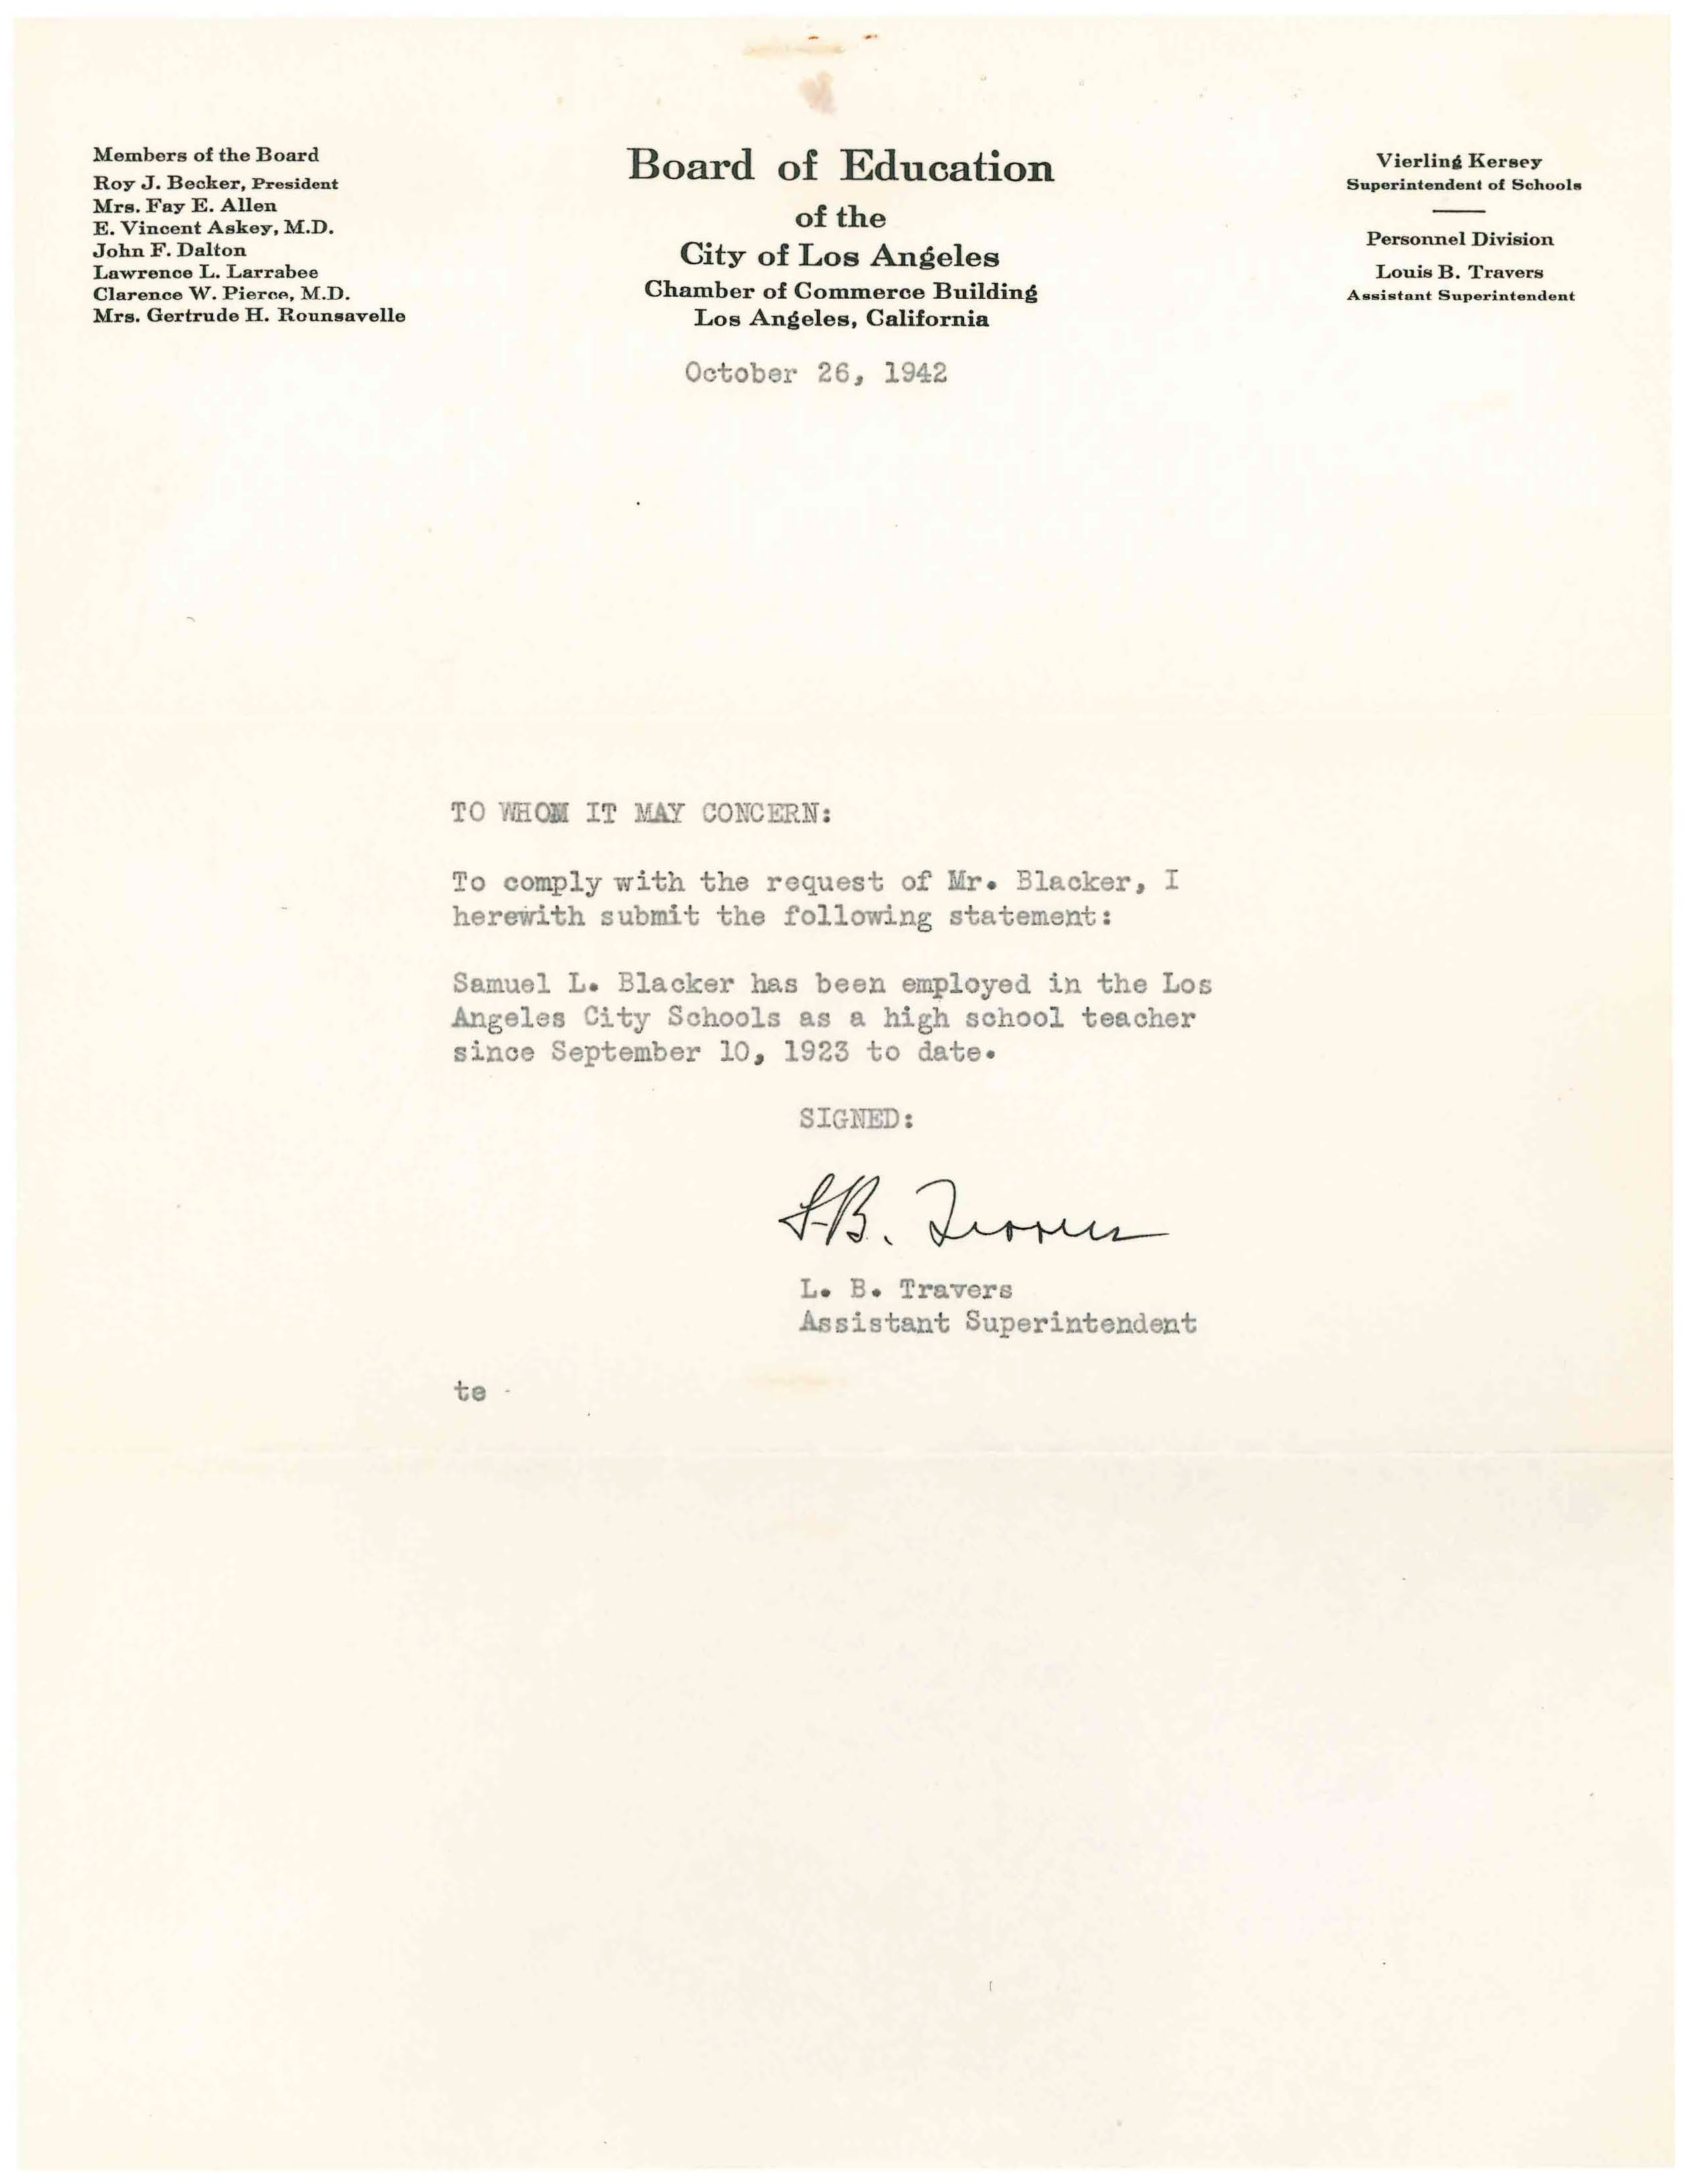 Members of the Board
Roy J. Becker, President
Mrs. Fay E. Allen
E. Vincent Askey, M.D.
John F. Dalton
Lawrence L. Larrabee
Clarence W. Pierce, M.D.
Mrs. Gertrude H. Rounsavelle
Board of Education
of the
City of Los Angeles
Chamber of Commerce Building
Los Angeles, California
Vierling Kersey
Superintendent of Schools
Personnel Division
Louis B. Travers
Assistant Superintendent
October 26, 1942
TO WHOM IT MAY CONCERN:
To comply with the request of Mr. Blacker, I
herewith submit the following statement:
Samuel L. Blacker has been employed in the Los
Angeles City Schools as a high school teacher
since September 10, 1923 to date.
SIGNED:
L.B. Travers
L. B. Travers
Assistant Superintendent
te